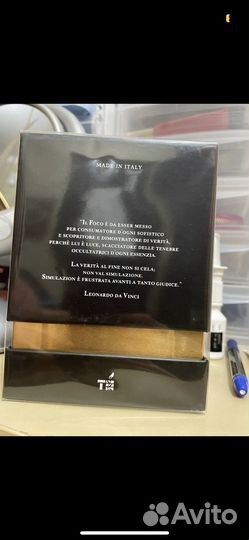 MADE IN ITALY
"IL FOCO È DA ESSER MESSO
PER CONSUMATORE D OGNI SOFISTICO
E SCOPRITORE E DIMOSTRATORE DI VERITÀ,
PERCHÈ LUI È LUCE, SCACCIATORE DELLE TENEBRE
OCCULTATRICI D OGNI ESSENZIA.
LA VERITÀ AL FINE NON SI CELA;
NON VAL SIMULAZIONE.
SIMULAZION È FRUSTRATA AVANTI A TANTO GIUDICE."
LEONARDO DA VINCI
Avito